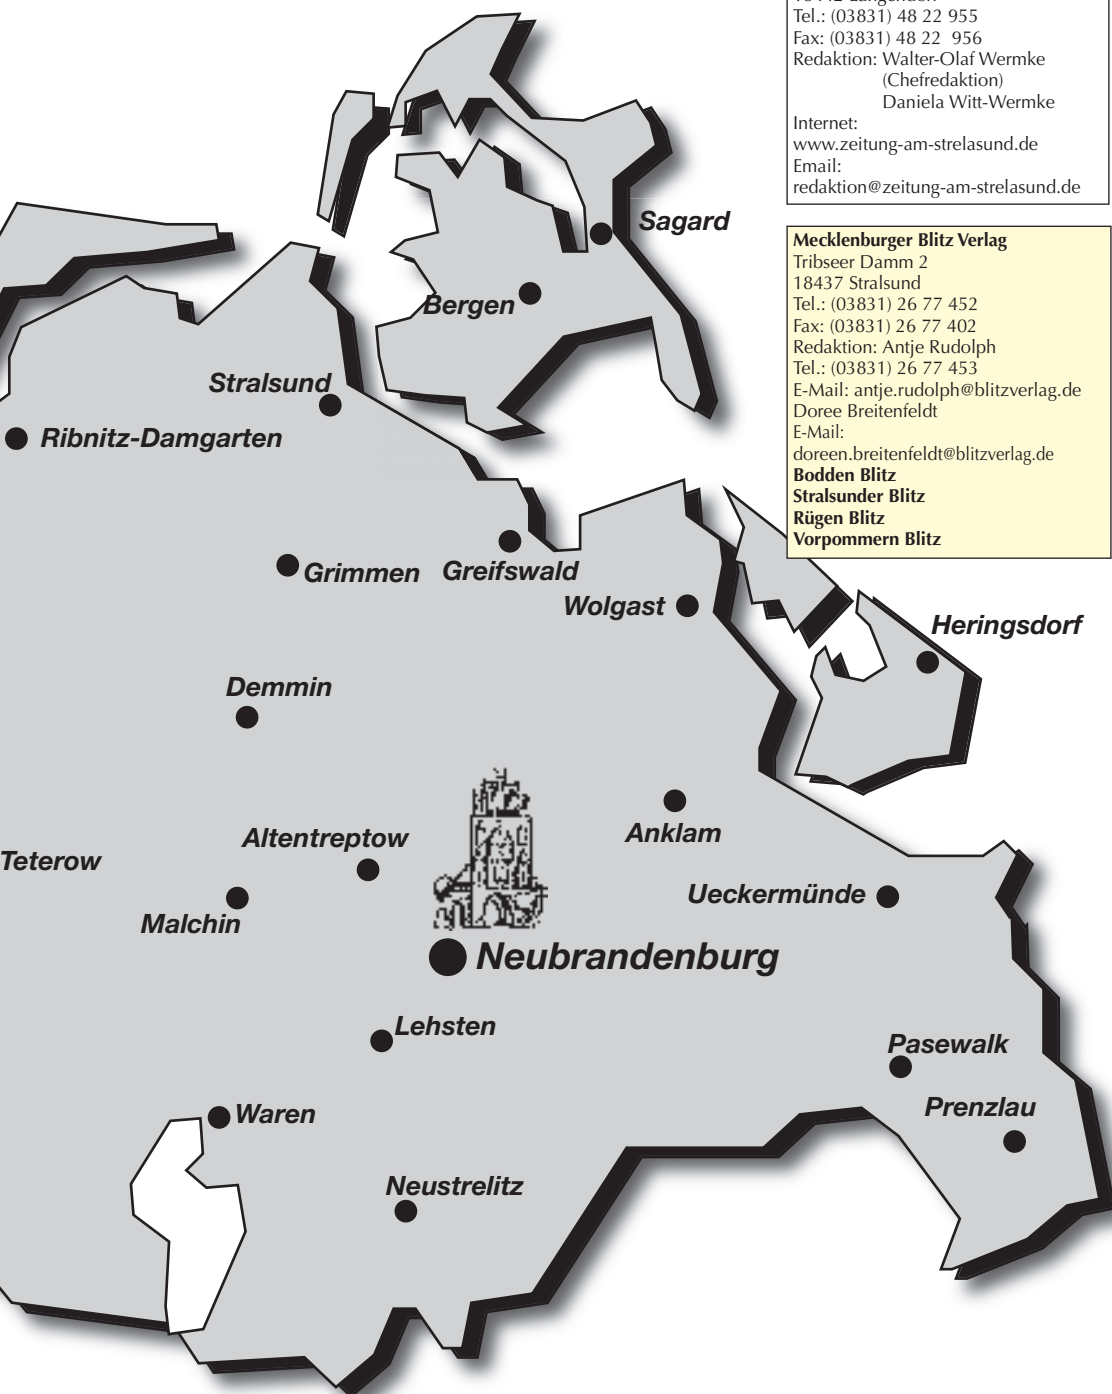 Tel.: (03831) 48 22 955
Fax: (03831) 48 22  956
Redaktion: Walter-Olaf Wermke
(Chefredaktion)
Daniela Witt-Wermke
Internet:
www.zeitung-am-strelasund.de
Email:
redaktion@zeitung-am-strelasund.de
Mecklenburger Blitz Verlag
Tribseer Damm 2
18437 Stralsund
Tel.: (03831) 26 77 452
Fax: (03831) 26 77 402
Redaktion: Antje Rudolph
Tel.: (03831) 26 77 453
E-Mail: antje.rudolph@blitzverlag.de
Doree Breitenfeldt
E-Mail:
doreen.breitenfeldt@blitzverlag.de
Bodden Blitz
Stralsunder Blitz
Rügen Blitz
Vorpommern Blitz
Sagard
Bergen
Stralsund
Ribnitz-Damgarten
Grimmen
Greifswald
Wolgast
Heringsdorf
Demmin
Altentreptow
Anklam
Teterow
Malchin
Ueckermünde
Neubrandenburg
Lehsten
Pasewalk
Waren
Prenzlau
Neustrelitz